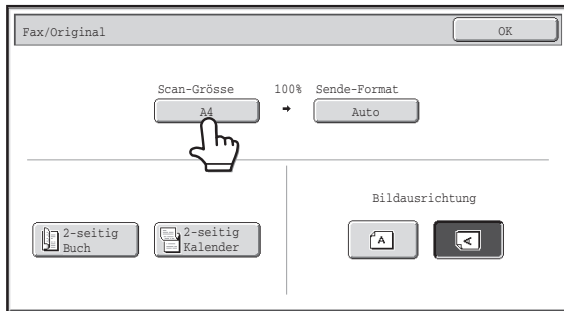 Fax/Original
OK
Scan-Grösse 100% Sende-Format
A4 Auto
Bildausrichtung
2-seitig
Buch
2-seitig
Kalender
A A